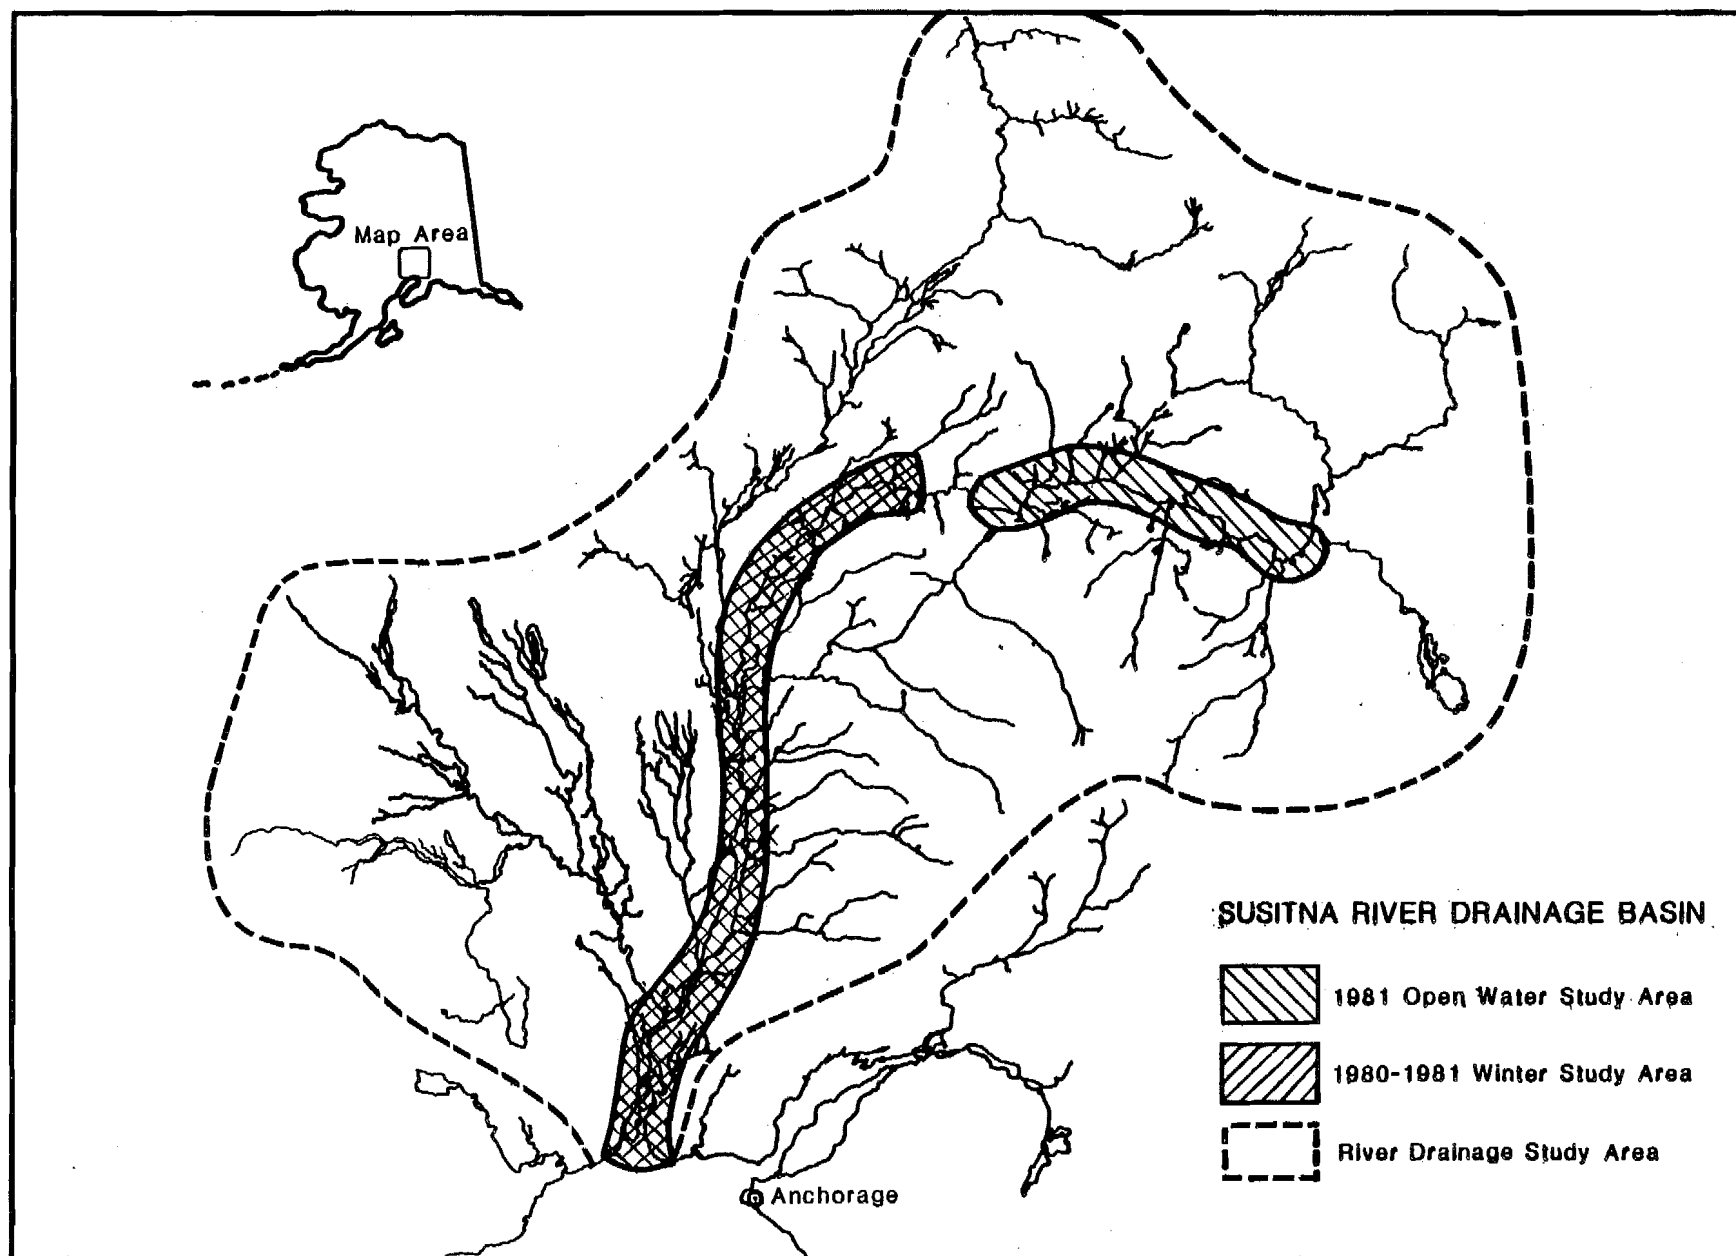 Map Area
SUSITNA RIVER DRAINAGE BASIN
1981 Open Water Study Area
1980-1981 Winter Study Area
River Drainage Study Area
Anchorage